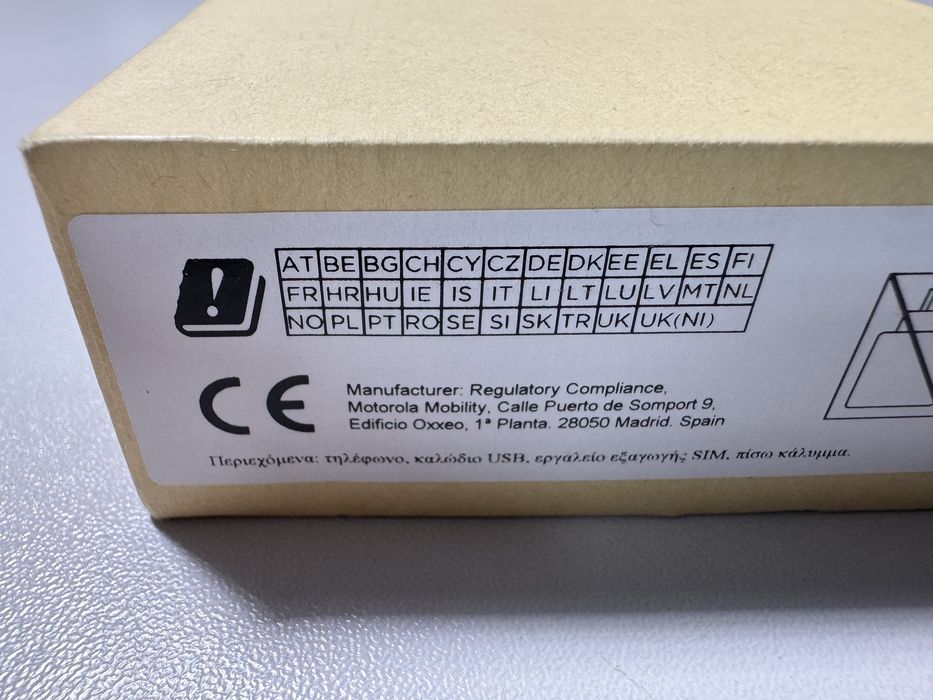 AT BE BG CH CY CZ DE DK EE EL ES FI
FR HR HU IE IS IT LI LT LU LV MT NL
NO PL PT RO SE SI SK TR UK UK(NI)
CE
Manufacturer: Regulatory Compliance,
Motorola Mobility, Calle Puerto de Somport 9,
Edificio Oxxeo, 1ª Planta. 28050 Madrid. Spain
Περιεχόμενα: τηλέφωνο, καλώδιο USB, εργαλείο εξαγωγής SIM, πίσω κάλυμμα.